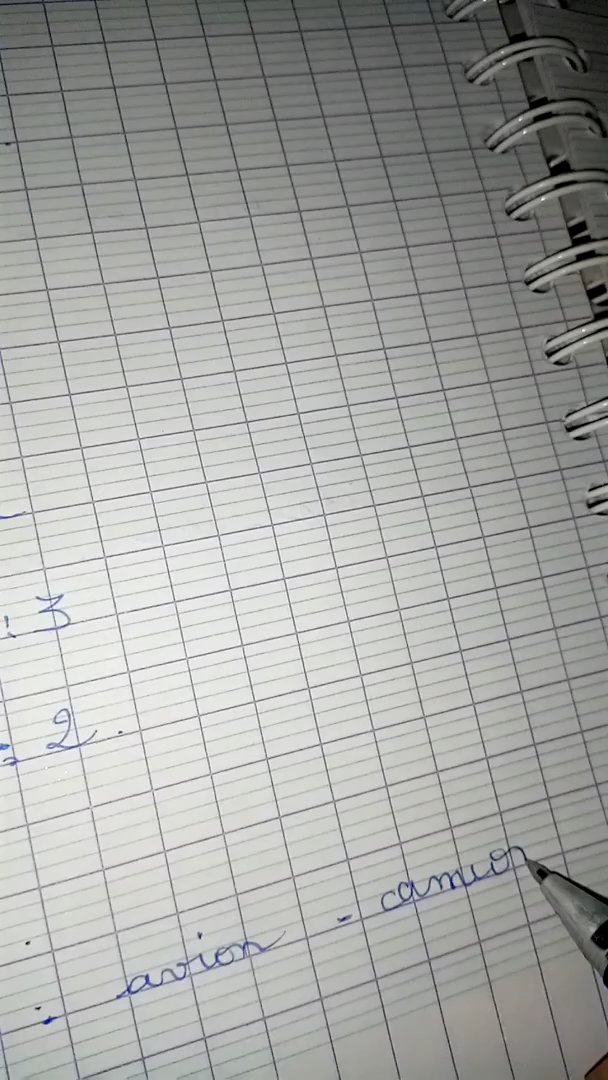 : 3
= 2.
: avion - camion